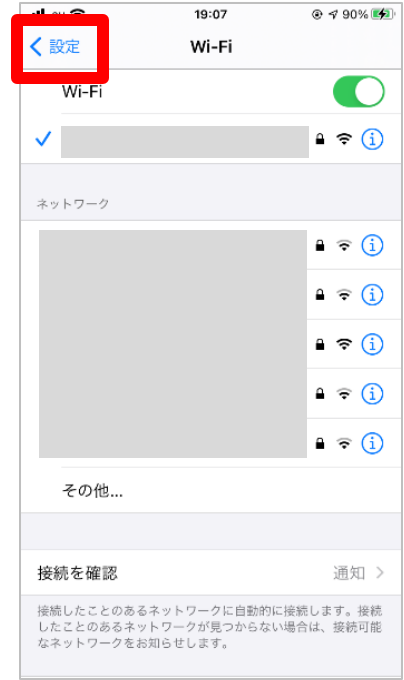 19:07
90%
設定
Wi-Fi
Wi-Fi
ネットワーク
その他...
接続を確認
通知
接続したことのあるネットワークに自動的に接続します。接続
したことのあるネットワークが見つからない場合は、接続可能
なネットワークをお知らせします。